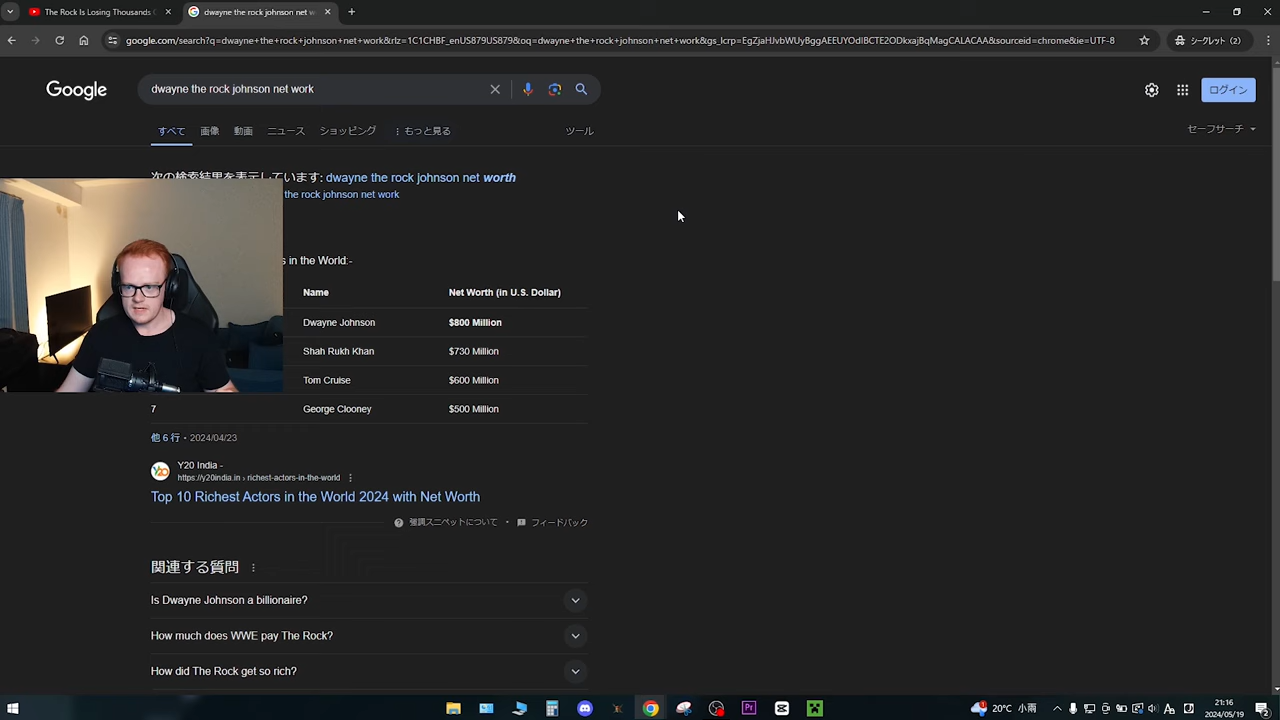 The Rock Is Losing Thousands
dwayne the rock johnson net wo
google.com/search?q=dwayne+the+rock+johnson+net+work&rlz=1C1CHBF_enUS879US879&oq=dwayne+the+rock+johnson+net+work&gs_lcrp=EgZjaHJvbWUyBggAEEUYOdIBCTE2ODkxajBqMagCALACAA&sourceid=chrome&ie=UTF-8
シークレット (2)
Google
dwayne the rock johnson net work
ログイン
すべて 画像 動画 ニュース ショッピング もっと見る ツール
セーフサーチ
次の検索結果を表示しています: dwayne the rock johnson net worth
the rock johnson net work
s in the World:-
Name Net Worth (in U.S. Dollar)
Dwayne Johnson $800 Million
Shah Rukh Khan $730 Million
Tom Cruise $600 Million
7 George Clooney $500 Million
他 6 行 • 2024/04/23
Y20
Y20 India -
https://y20india.in › richest-actors-in-the-world
Top 10 Richest Actors in the World 2024 with Net Worth
強調スニペットについて • フィードバック
関連する質問
Is Dwayne Johnson a billionaire?
How much does WWE pay The Rock?
How did The Rock get so rich?
Pr
20°C 小雨
21:16
2024/05/19
2